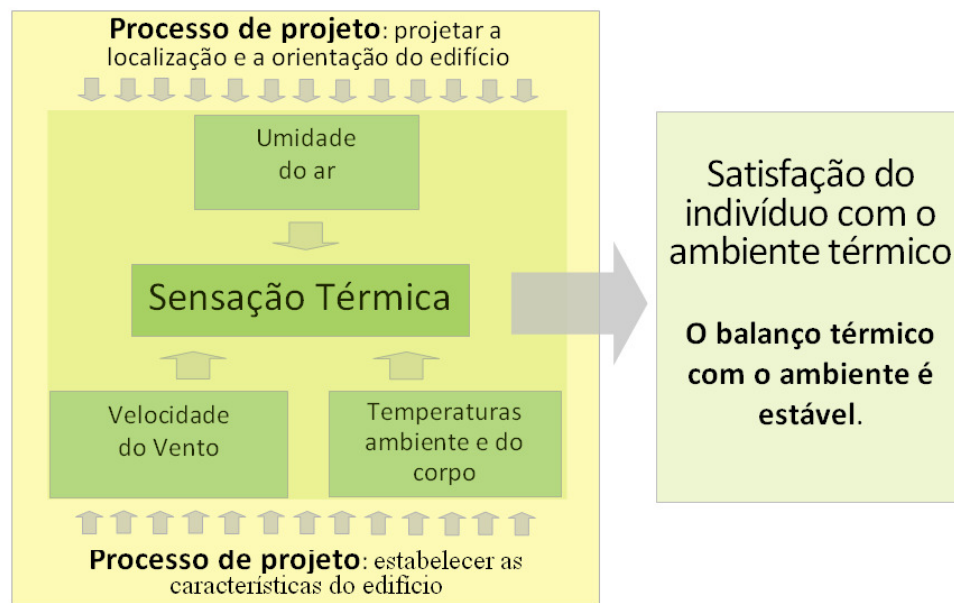 Processo de projeto: projetar a
localização e a orientação do edifício
Umidade
do ar
Sensação Térmica
Velocidade
do Vento
Temperaturas
ambiente e do
corpo
Processo de projeto: estabelecer as
características do edifício
Satisfação do
indivíduo com o
ambiente térmico
O balanço térmico
com o ambiente é
estável.